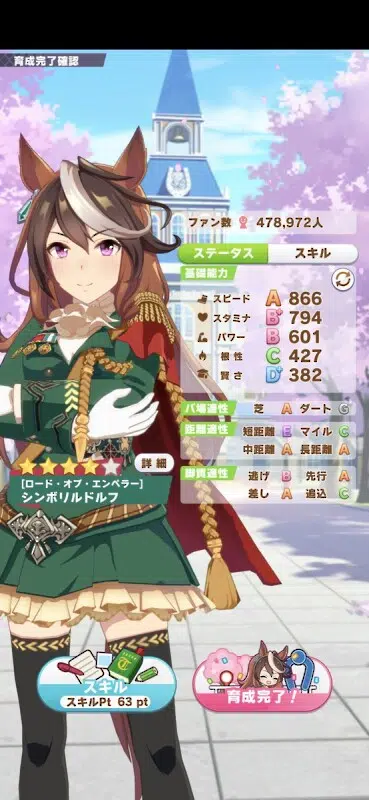 育成完了確認
ファン数 478,972人
ステータス スキル
基礎能力
スピード A 866
スタミナ B+ 794
パワー B 601
根性 C 427
賢さ D+ 382
バ場適性 芝 A ダート G
距離適性 短距離 E マイル C
中距離 A 長距離 A
脚質適性 逃げ B 先行 A
差し A 追込 C
詳細
[ロード・オブ・エンペラー]
シンボリルドルフ
スキル
スキルPt 63 pt
育成完了!